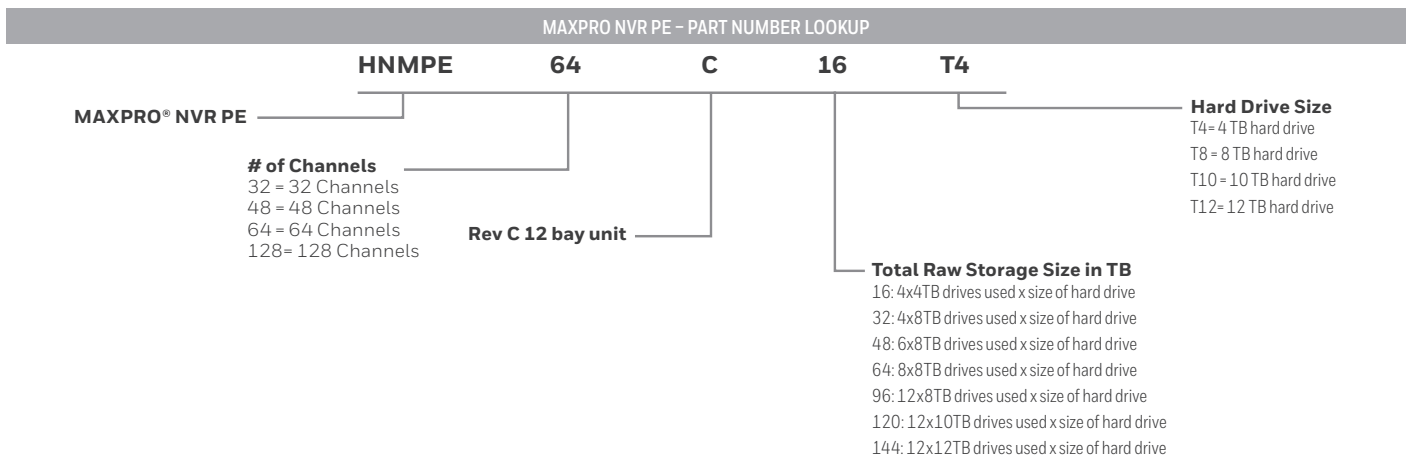 MAXPRO NVR PE – PART NUMBER LOOKUP
HNMPE 64 C 16 T4
MAXPRO® NVR PE
# of Channels
32 = 32 Channels
48 = 48 Channels
64 = 64 Channels
128= 128 Channels
Rev C 12 bay unit
Total Raw Storage Size in TB
16: 4x4TB drives used x size of hard drive
32: 4x8TB drives used x size of hard drive
48: 6x8TB drives used x size of hard drive
64: 8x8TB drives used x size of hard drive
96: 12x8TB drives used x size of hard drive
120: 12x10TB drives used x size of hard drive
144: 12x12TB drives used x size of hard drive
Hard Drive Size
T4= 4 TB hard drive
T8 = 8 TB hard drive
T10 = 10 TB hard drive
T12= 12 TB hard drive